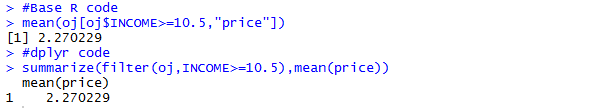 > #Base R code
> mean(oj[oj$INCOME>=10.5,"price"])
[1] 2.270229
> #dplyr code
> summarize(filter(oj,INCOME>=10.5),mean(price))
  mean(price)
1    2.270229